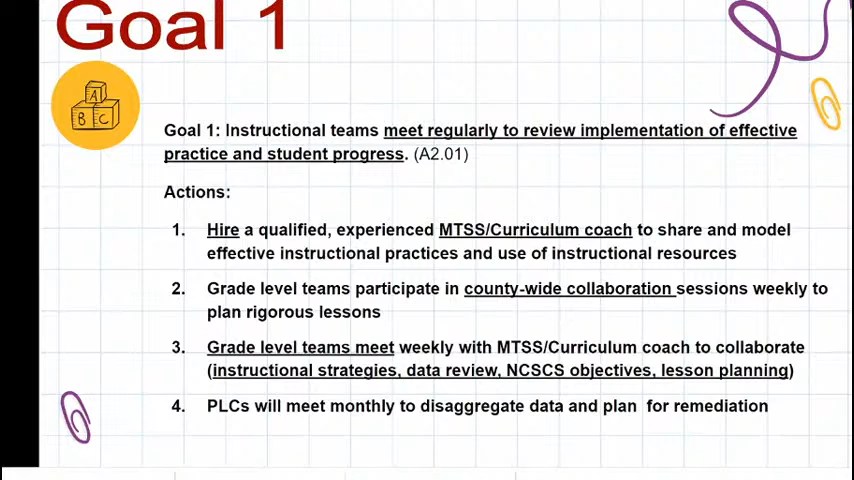 Goal 1
A
B C
Goal 1: Instructional teams meet regularly to review implementation of effective
practice and student progress. (A2.01)
Actions:
1. Hire a qualified, experienced MTSS/Curriculum coach to share and model
effective instructional practices and use of instructional resources
2. Grade level teams participate in county-wide collaboration sessions weekly to
plan rigorous lessons
3. Grade level teams meet weekly with MTSS/Curriculum coach to collaborate
(instructional strategies, data review, NCSCS objectives, lesson planning)
4. PLCs will meet monthly to disaggregate data and plan for remediation